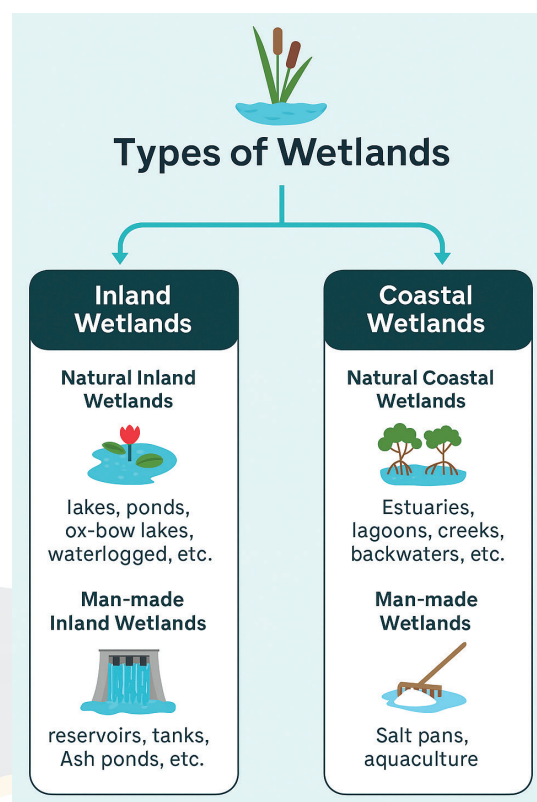 Types of Wetlands
Inland
Wetlands
Natural Inland
Wetlands
lakes, ponds,
ox-bow lakes,
waterlogged, etc.
Man-made
Inland Wetlands
reservoirs, tanks,
Ash ponds, etc.
Coastal
Wetlands
Natural Coastal
Wetlands
Estuaries,
lagoons, creeks,
backwaters, etc.
Man-made
Wetlands
Salt pans,
aquaculture